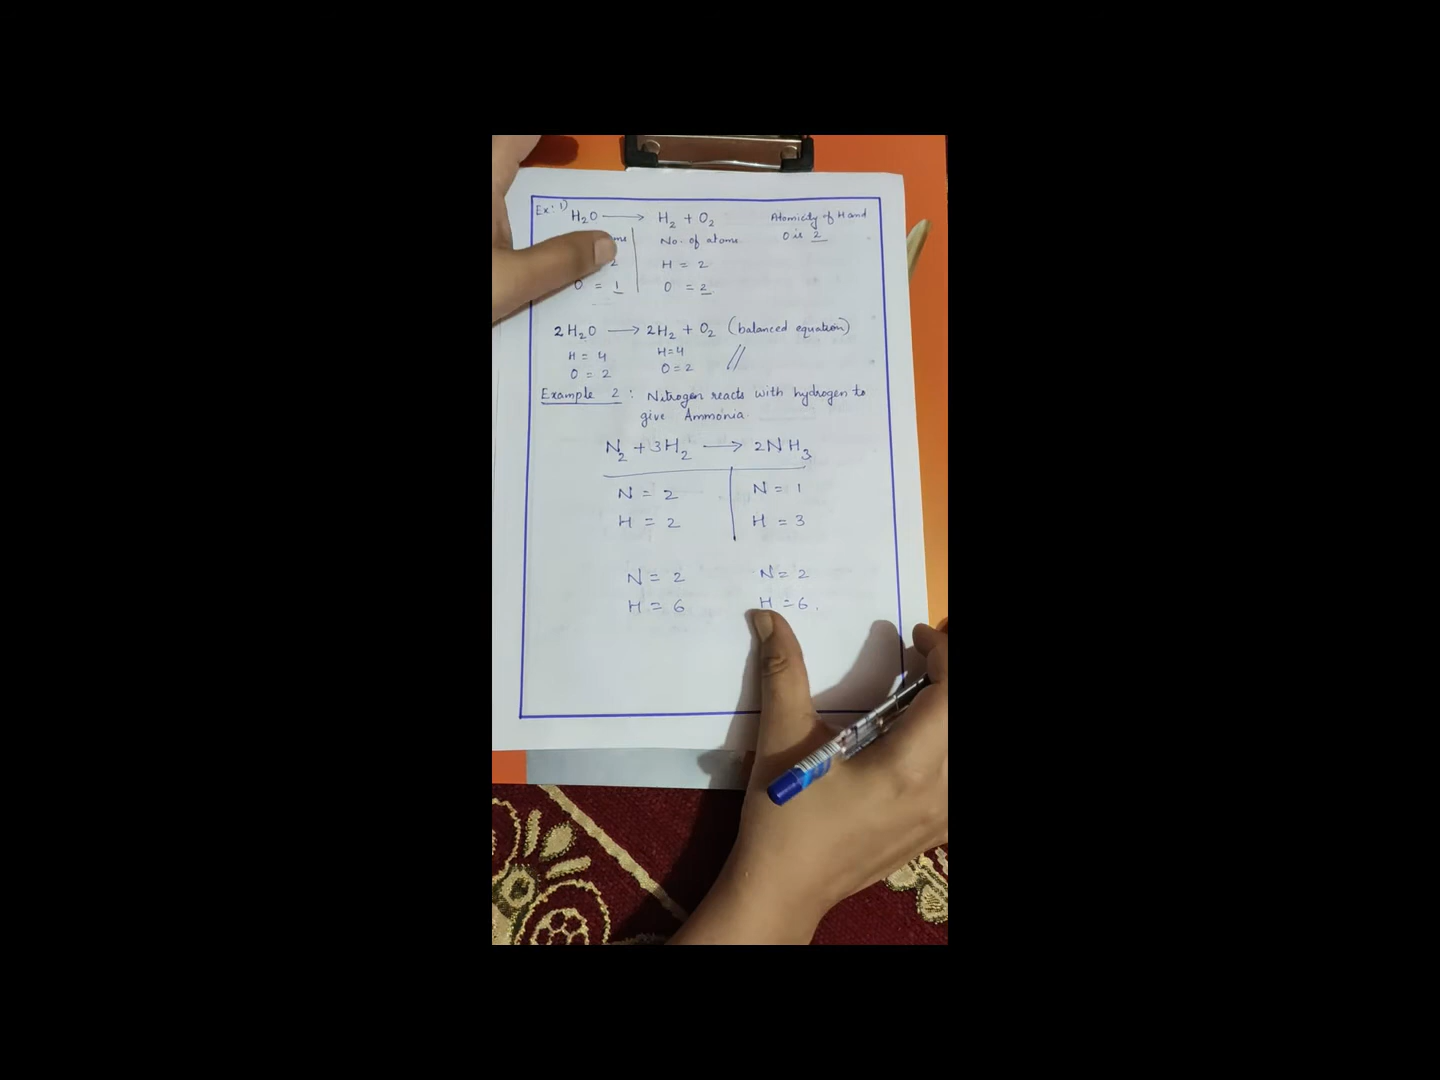 Ex: 1) H₂O ⟶ H₂ + O₂ Atomicity of H and
No. of atoms O is 2
2 H = 2
O = 1 O = 2
2H₂O ⟶ 2H₂ + O₂ (balanced equation)
H = 4 H=4 //
O = 2 O=2
Example 2 : Nitrogen reacts with hydrogen to
give Ammonia.
N₂ + 3H₂ ⟶ 2NH₃
N = 2 N = 1
H = 2 H = 3
N = 2 N = 2
H = 6 H = 6.